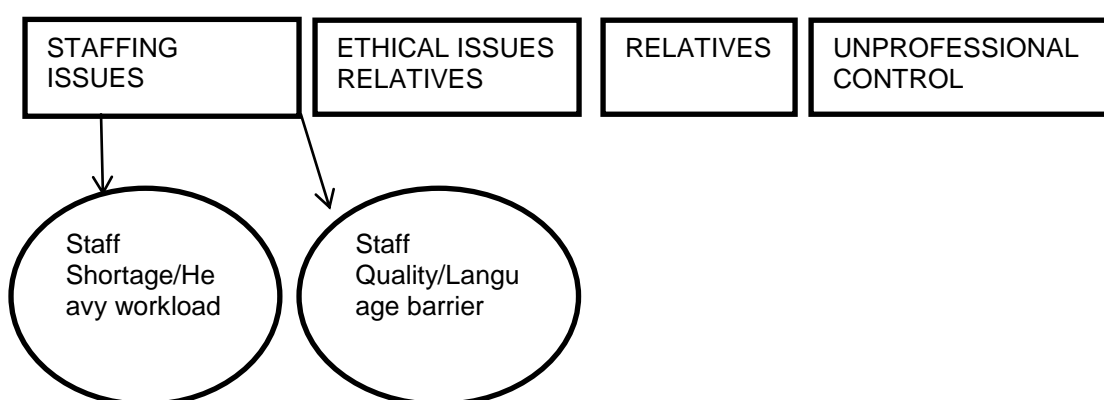 STAFFING
ISSUES
ETHICAL ISSUES
RELATIVES
RELATIVES
UNPROFESSIONAL
CONTROL
Staff
Shortage/He
avy workload
Staff
Quality/Langu
age barrier